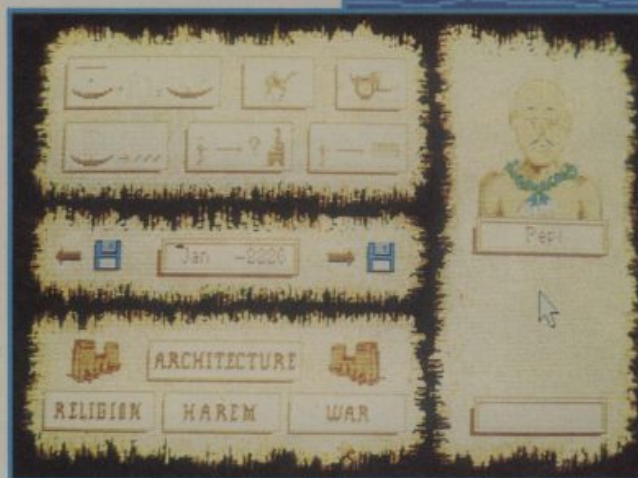 ?
Jan -2226
ARCHITECTURE
RELIGION HAREM WAR
Pepi